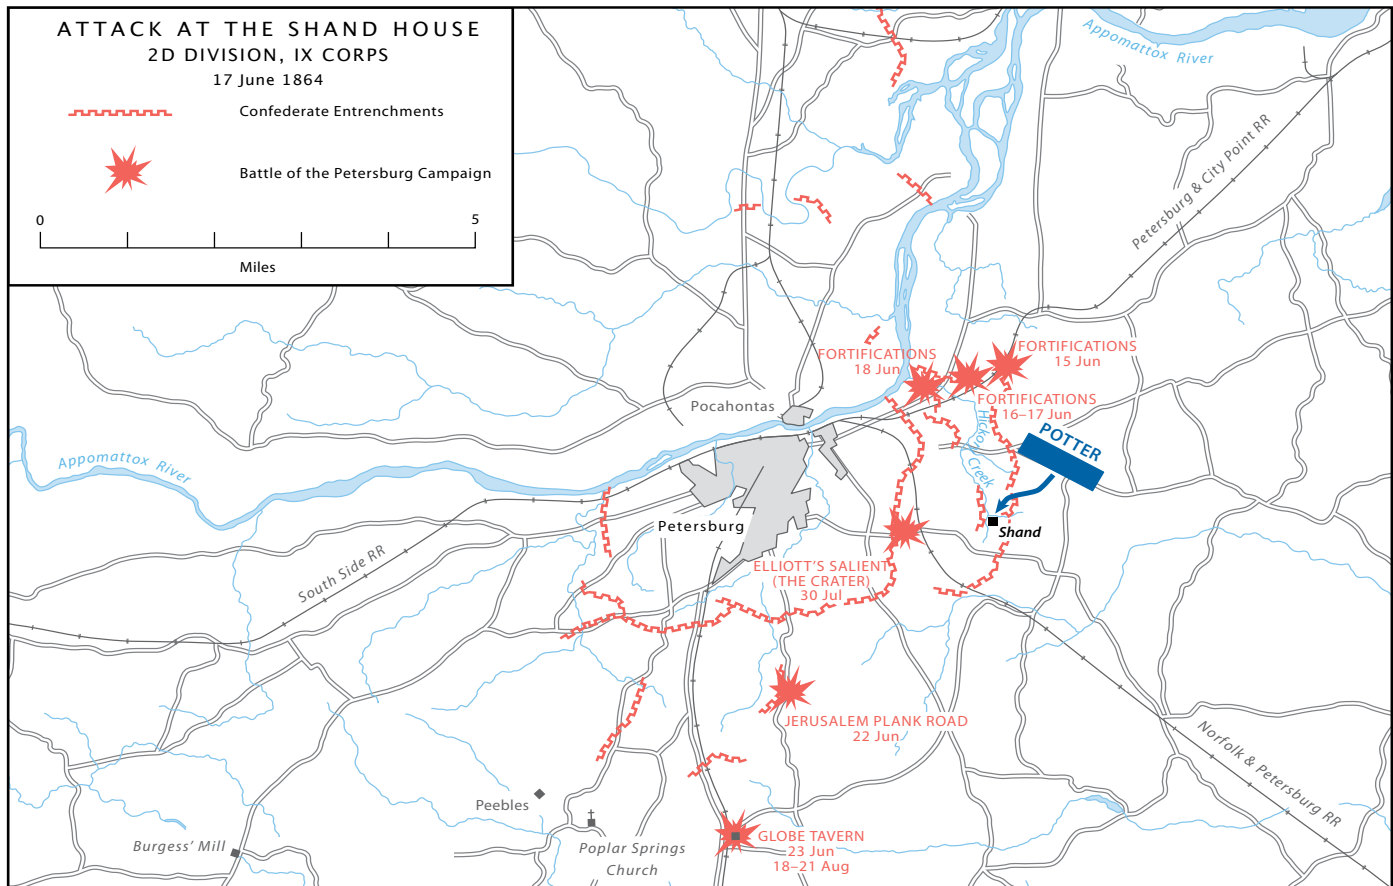 ATTACK AT THE SHAND HOUSE
2D DIVISION, IX CORPS
17 June 1864
Confederate Entrenchments
Battle of the Petersburg Campaign
0
5
Miles
Appomattox River
Petersburg & City Point RR
FORTIFICATIONS
18 Jun
FORTIFICATIONS
15 Jun
FORTIFICATIONS
16–17 Jun
Pocahontas
Hickory Creek
POTTER
Appomattox River
Petersburg
Shand
South Side RR
ELLIOTT'S SALIENT
(THE CRATER)
30 Jul
JERUSALEM PLANK ROAD
22 Jun
Norfolk & Petersburg RR
Peebles
Burgess' Mill
Poplar Springs
Church
GLOBE TAVERN
23 Jun
18–21 Aug